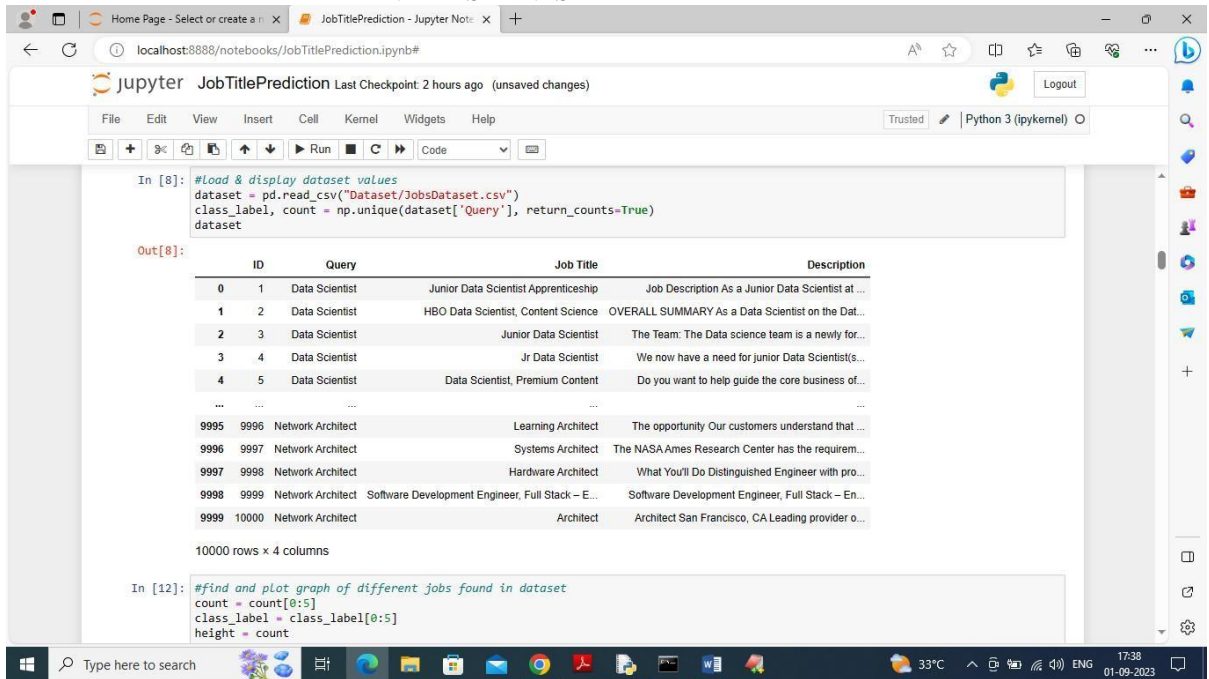 Home Page - Select or create a n
JobTitlePrediction - Jupyter Note
localhost:8888/notebooks/JobTitlePrediction.ipynb#
jupyter JobTitlePrediction Last Checkpoint: 2 hours ago (unsaved changes)
Logout
File Edit View Insert Cell Kernel Widgets Help
Trusted Python 3 (ipykernel)
Run Code
In [8]: #load & display dataset values
dataset = pd.read_csv("Dataset/JobsDataset.csv")
class_label, count = np.unique(dataset['Query'], return_counts=True)
dataset
Out[8]:
ID Query Job Title Description
0 1 Data Scientist Junior Data Scientist Apprenticeship Job Description As a Junior Data Scientist at ...
1 2 Data Scientist HBO Data Scientist, Content Science OVERALL SUMMARY As a Data Scientist on the Dat...
2 3 Data Scientist Junior Data Scientist The Team: The Data science team is a newly for...
3 4 Data Scientist Jr Data Scientist We now have a need for junior Data Scientist(s...
4 5 Data Scientist Data Scientist, Premium Content Do you want to help guide the core business of...
... ... ... ... ...
9995 9996 Network Architect Learning Architect The opportunity Our customers understand that ...
9996 9997 Network Architect Systems Architect The NASA Ames Research Center has the requirem...
9997 9998 Network Architect Hardware Architect What You'll Do Distinguished Engineer with pro...
9998 9999 Network Architect Software Development Engineer, Full Stack – E... Software Development Engineer, Full Stack – En...
9999 10000 Network Architect Architect Architect San Francisco, CA Leading provider o...
10000 rows × 4 columns
In [12]: #find and plot graph of different jobs found in dataset
count = count[0:5]
class_label = class_label[0:5]
height = count
Type here to search
33°C
ENG
17:38
01-09-2023